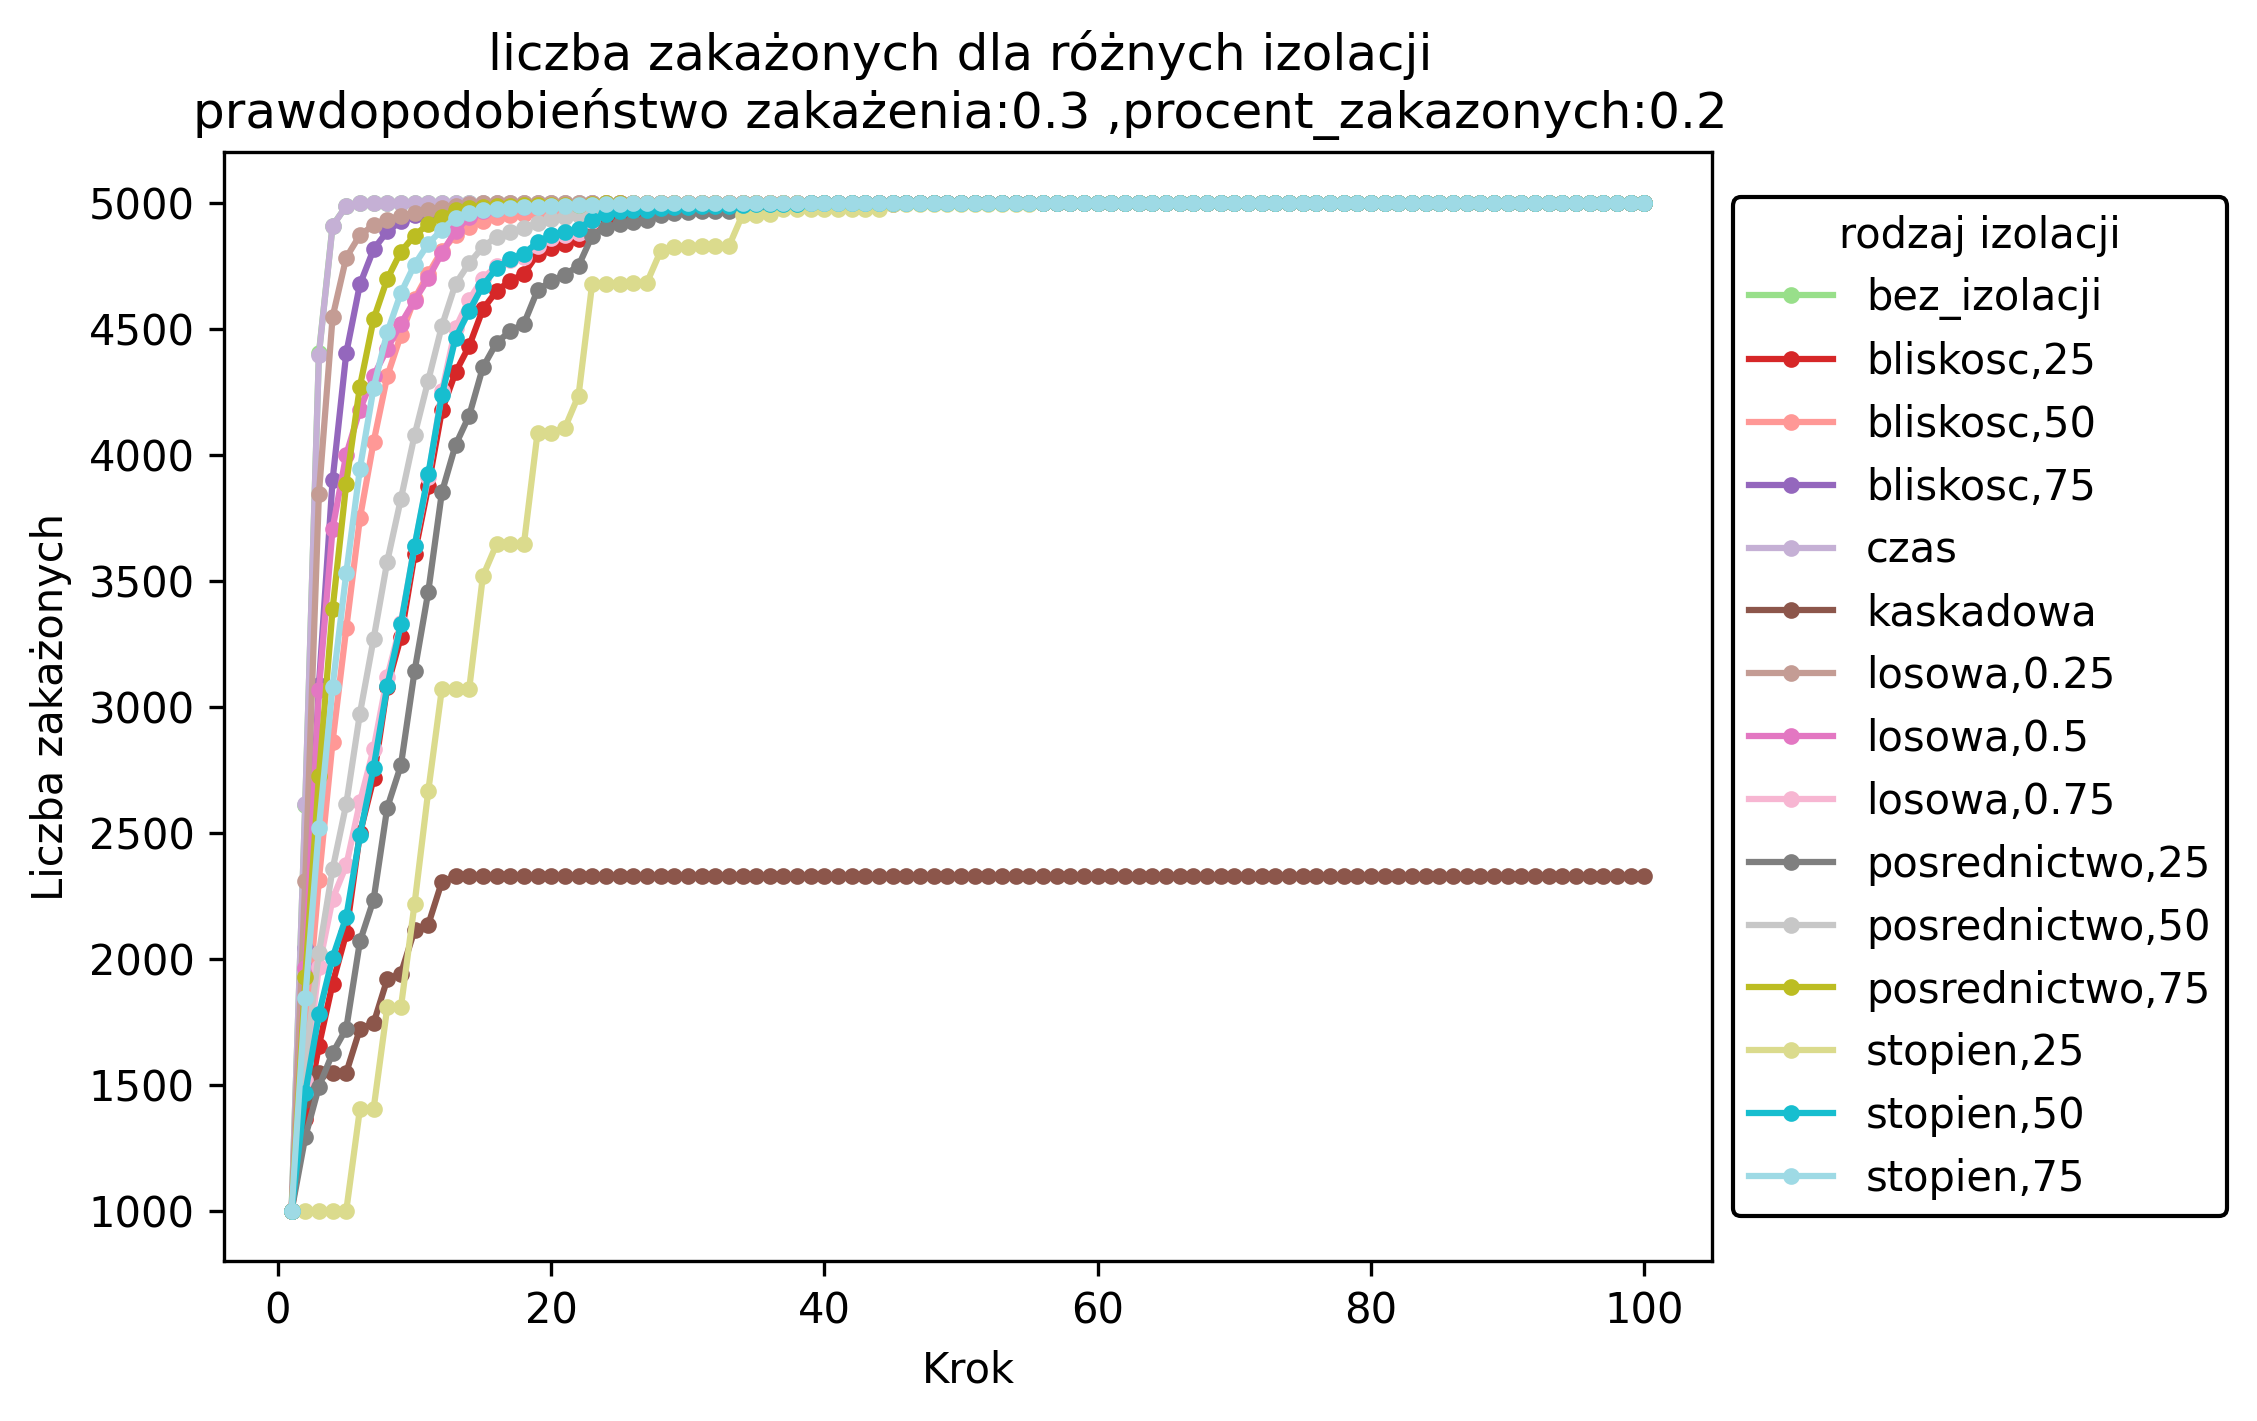 liczba zakażonych dla różnych izolacji
prawdopodobieństwo zakażenia:0.3 ,procent_zakazonych:0.2
Liczba zakażonych
5000
4500
4000
3500
3000
2500
2000
1500
1000
0
20
40
60
80
100
Krok
rodzaj izolacji
bez_izolacji
bliskosc,25
bliskosc,50
bliskosc,75
czas
kaskadowa
losowa,0.25
losowa,0.5
losowa,0.75
posrednictwo,25
posrednictwo,50
posrednictwo,75
stopien,25
stopien,50
stopien,75